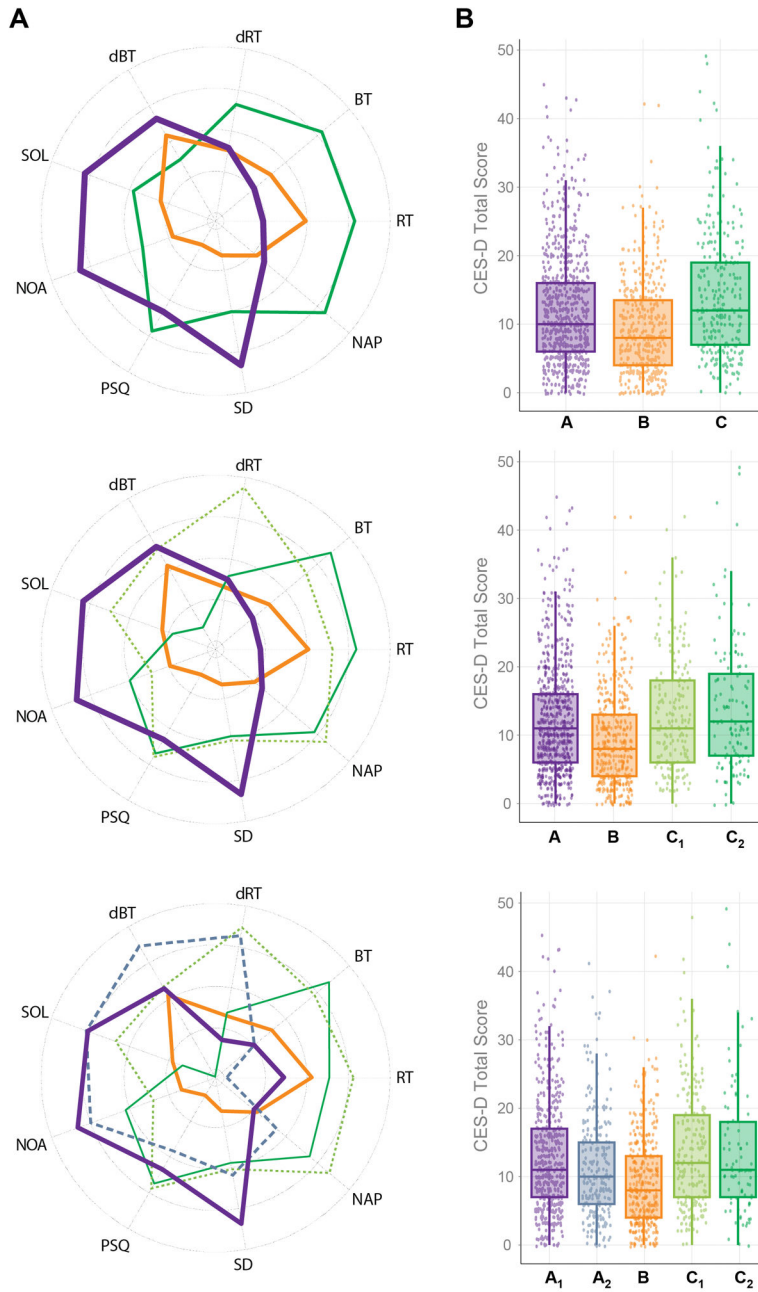 A
dRT
dBT
BT
SOL
RT
NOA
NAP
PSQ
SD
B
CES-D Total Score
50
40
30
20
10
0
A B C
dRT
dBT
BT
SOL
RT
NOA
NAP
PSQ
SD
CES-D Total Score
50
40
30
20
10
0
A B C₁ C₂
dRT
dBT
BT
SOL
RT
NOA
NAP
PSQ
SD
CES-D Total Score
50
40
30
20
10
0
A₁ A₂ B C₁ C₂